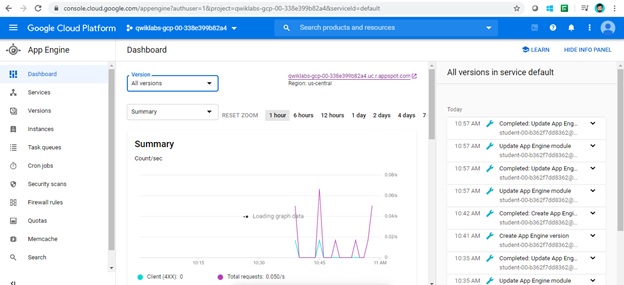 console.cloud.google.com/appengine?authuser=1&project=qwiklabs-gcp-00-338e399b82a4&serviceId=default
Google Cloud Platform
qwiklabs-gcp-00-338e399b82a4
Search products and resources
App Engine
Dashboard
LEARN
HIDE INFO PANEL
Dashboard
Services
Versions
Instances
Task queues
Cron jobs
Security scans
Firewall rules
Quotas
Memcache
Search
Version
All versions
qwiklabs-gcp-00-338e399b82a4.uc.r.appspot.com
Region: us-central
Summary
RESET ZOOM
1 hour
6 hours
12 hours
1 day
2 days
4 days
7
Summary
Count/sec
0.08/s
0.06/s
0.04/s
0.02/s
0
Loading graph data
10:15
10:30
10:45
11 AM
Client (4XX): 0
Total requests: 0.050/s
All versions in service default
Today
10:57 AM Completed: Update App Eng...
student-00-b362f7dd8362@...
10:57 AM Update App Engine module
student-00-b362f7dd8362@...
10:57 AM Completed: Update App Eng...
student-00-b362f7dd8362@...
10:57 AM Update App Engine module
student-00-b362f7dd8362@...
10:42 AM Completed: Create App Engi...
student-00-b362f7dd8362@...
10:41 AM Create App Engine version
student-00-b362f7dd8362@...
10:35 AM Completed: Update App Eng...
student-00-b362f7dd8362@...
10:35 AM Update App Engine module